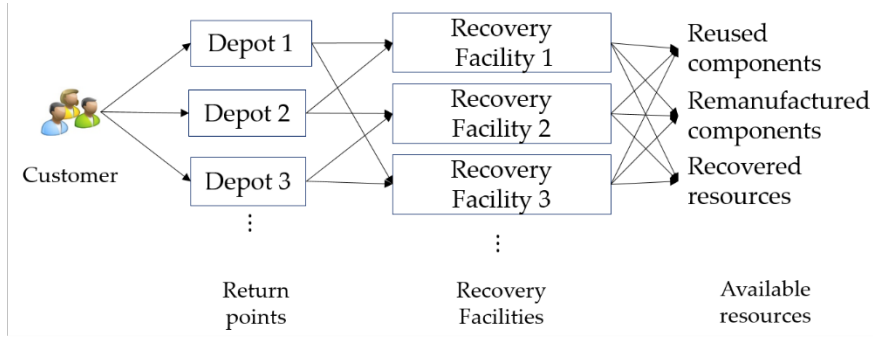 Customer
Depot 1
Depot 2
Depot 3
⋮
Return
points
Recovery
Facility 1
Recovery
Facility 2
Recovery
Facility 3
⋮
Recovery
Facilities
Reused
components
Remanufactured
components
Recovered
resources
Available
resources